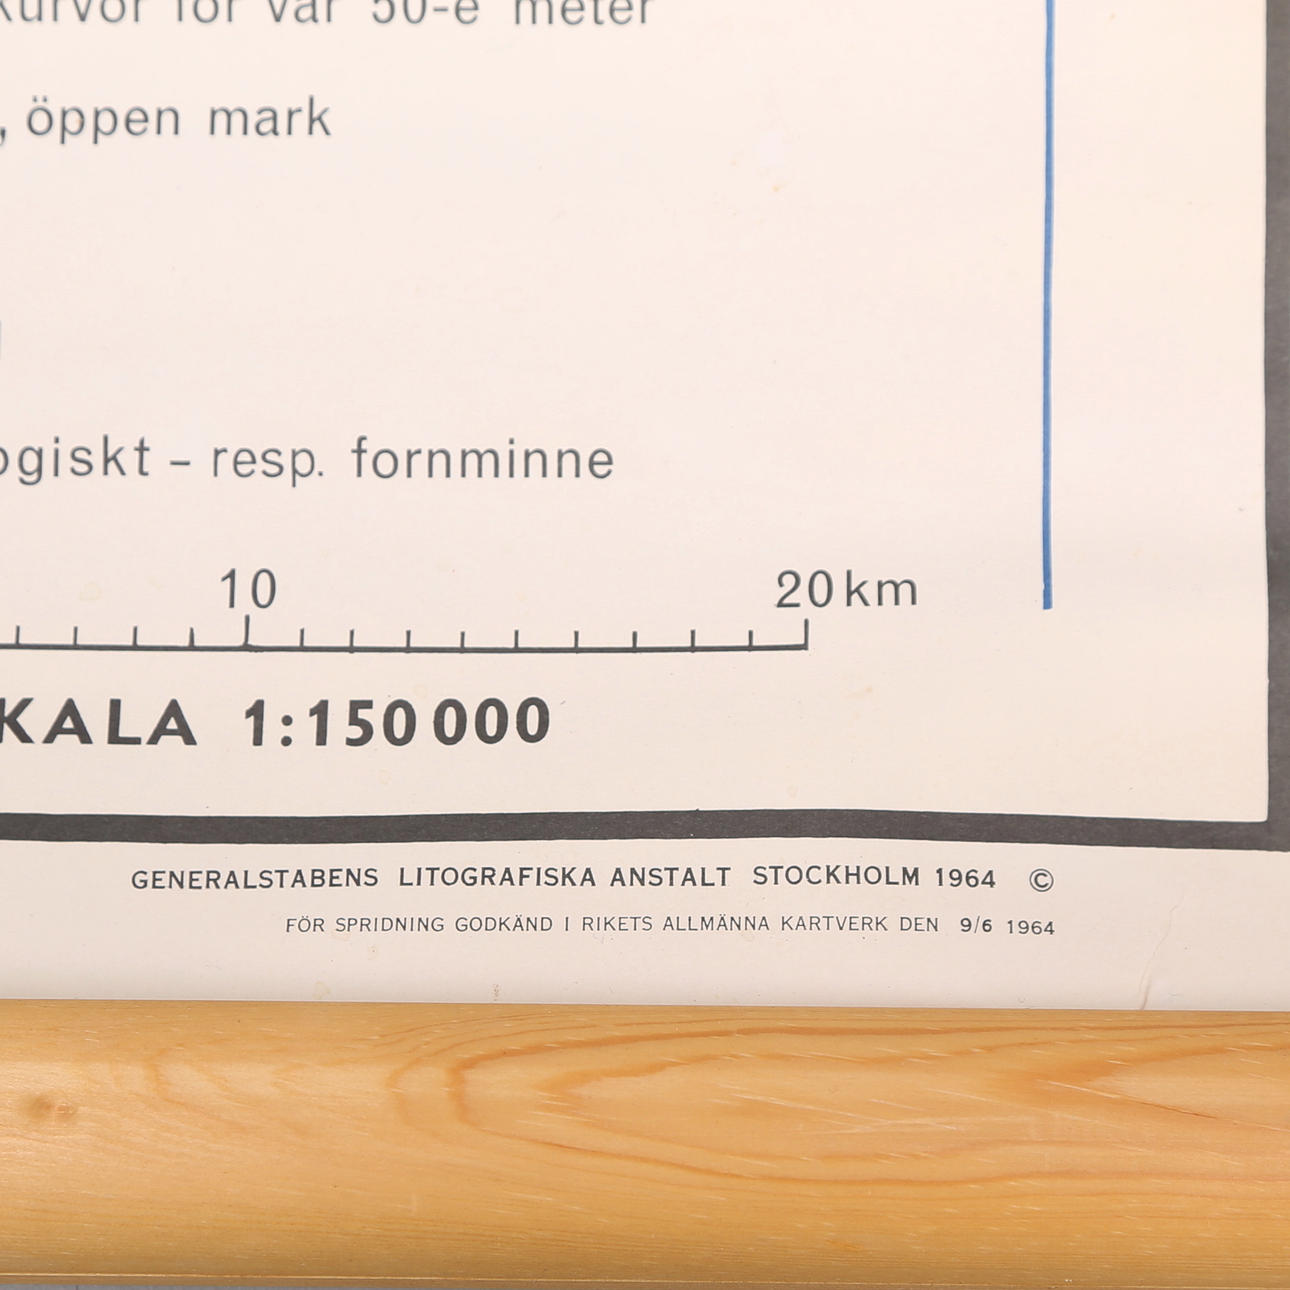 kurvor för var 50-e meter
, öppen mark
ogiskt – resp. fornminne
10 20 km
KALA 1:150 000
GENERALSTABENS LITOGRAFISKA ANSTALT STOCKHOLM 1964 ©
FÖR SPRIDNING GODKÄND I RIKETS ALLMÄNNA KARTVERK DEN 9/6 1964